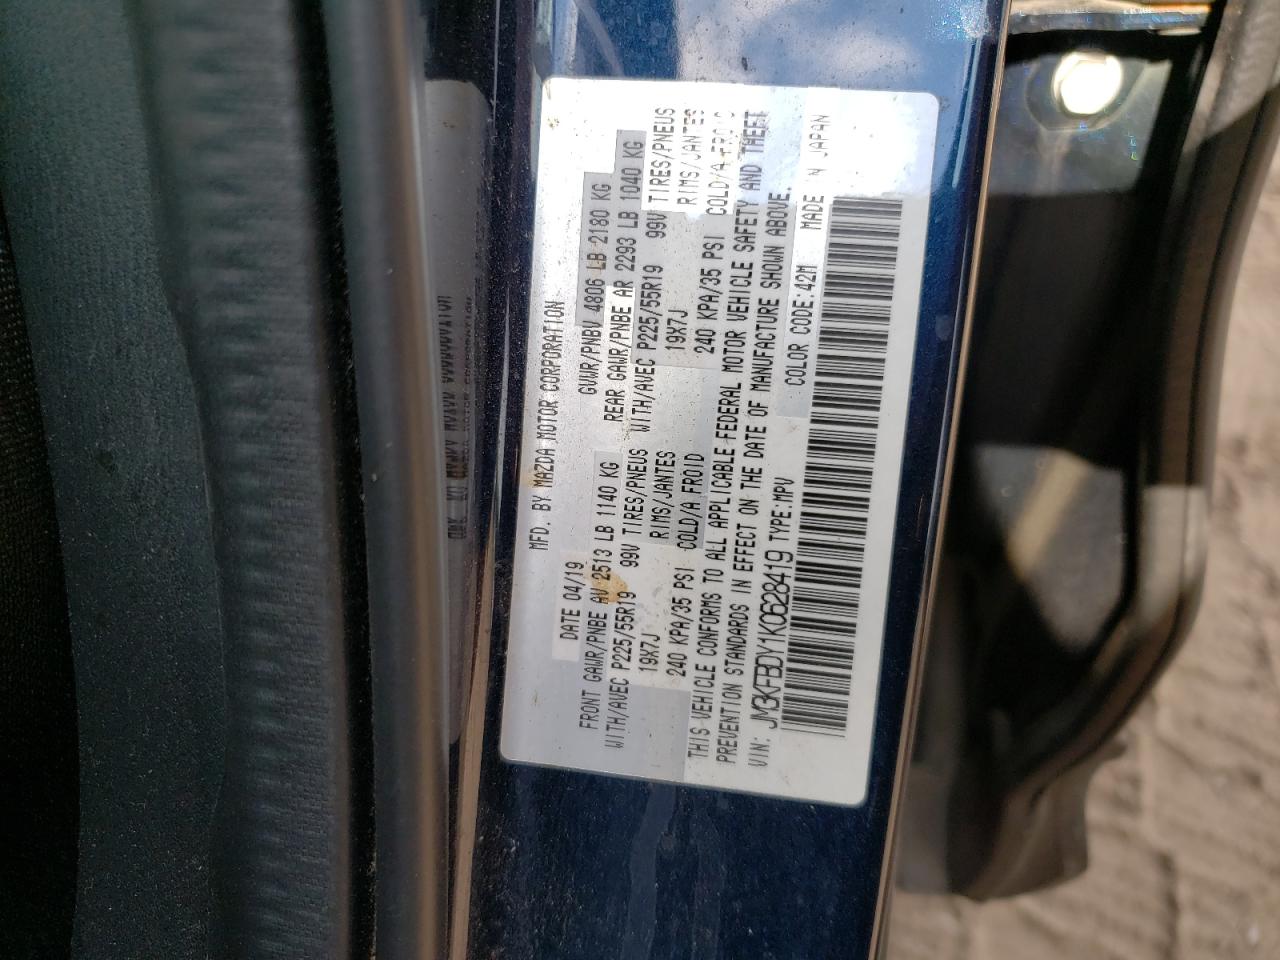 MFD. BY MAZDA MOTOR CORPORATION
DATE 04/19 GVWR/PNBV 4806 LB 2180 KG
FRONT GAWR/PNBE AV 2513 LB 1140 KG REAR GAWR/PNBE AR 2293 LB 1040 KG
WITH/AVEC P225/55R19 99V TIRES/PNEUS WITH/AVEC P225/55R19 99V TIRES/PNEUS
19X7J RIMS/JANTES 19X7J RIMS/JANTES
240 KPA/35 PSI COLD/A FROID 240 KPA/35 PSI COLD/A FROID
THIS VEHICLE CONFORMS TO ALL APPLICABLE FEDERAL MOTOR VEHICLE SAFETY AND THEFT
PREVENTION STANDARDS IN EFFECT ON THE DATE OF MANUFACTURE SHOWN ABOVE.
VIN: JM3KFBDY1K0628419 TYPE:MPV COLOR CODE:42M MADE IN JAPAN